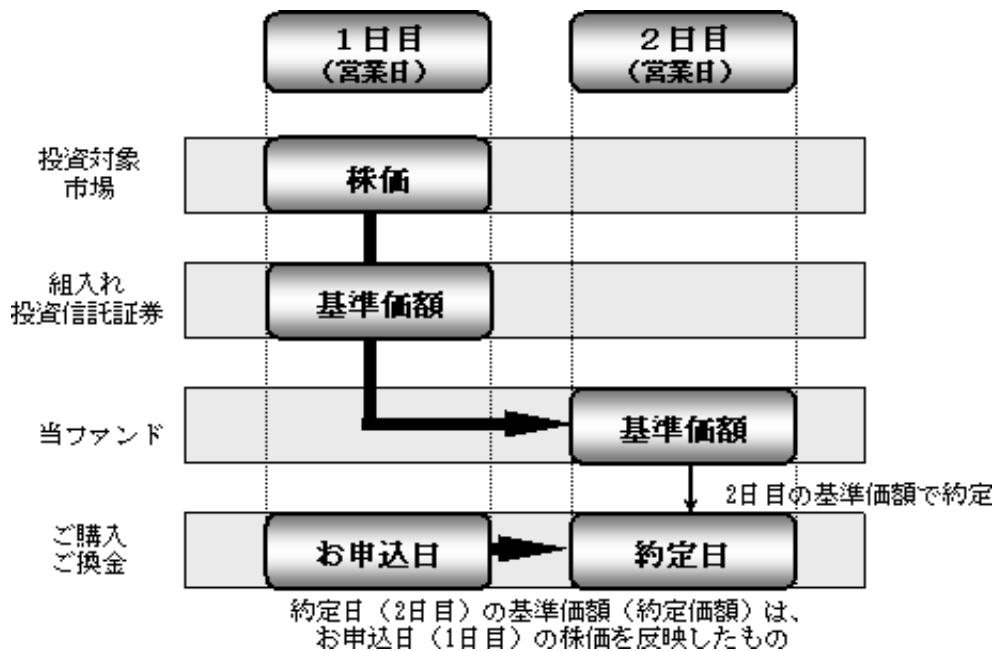 １日目
（営業日）
２日目
（営業日）
投資対象
市場
株価
組入れ
投資信託証券
基準価額
当ファンド
基準価額
2日目の基準価額で約定
ご購入
ご換金
お申込日
約定日
約定日（2日目）の基準価額（約定価額）は、
お申込日（1日目）の株価を反映したもの